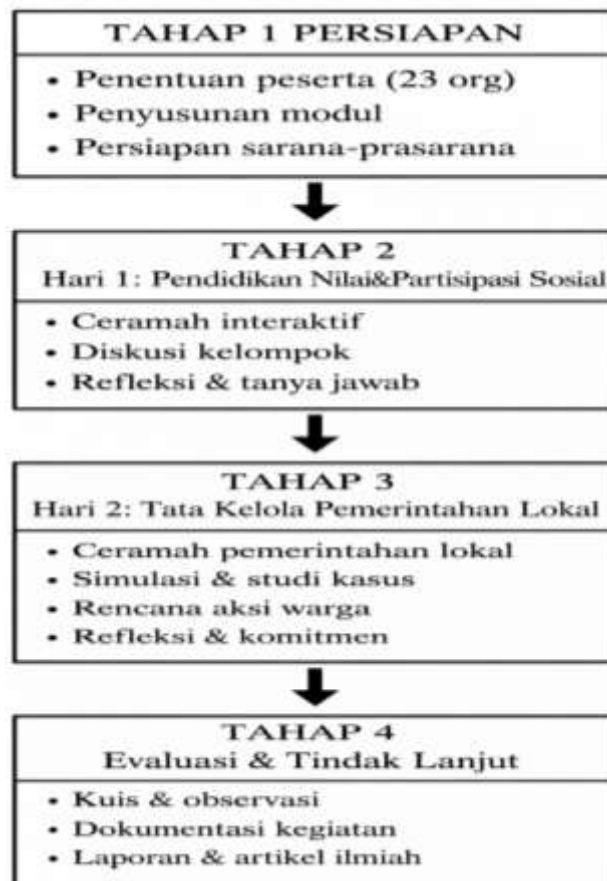 TAHAP 1 PERSIAPAN
• Penentuan peserta (23 org)
• Penyusunan modul
• Persiapan sarana-prasarana
TAHAP 2
Hari 1: Pendidikan Nilai&Partisipasi Sosial
• Ceramah interaktif
• Diskusi kelompok
• Refleksi & tanya jawab
TAHAP 3
Hari 2: Tata Kelola Pemerintahan Lokal
• Ceramah pemerintahan lokal
• Simulasi & studi kasus
• Rencana aksi warga
• Refleksi & komitmen
TAHAP 4
Evaluasi & Tindak Lanjut
• Kuis & observasi
• Dokumentasi kegiatan
• Laporan & artikel ilmiah